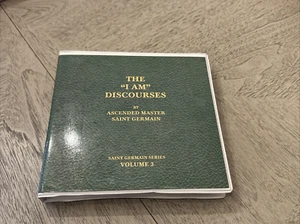 THE
"I AM"
DISCOURSES
BY
ASCENDED MASTER
SAINT GERMAIN
SAINT GERMAIN SERIES
VOLUME 3